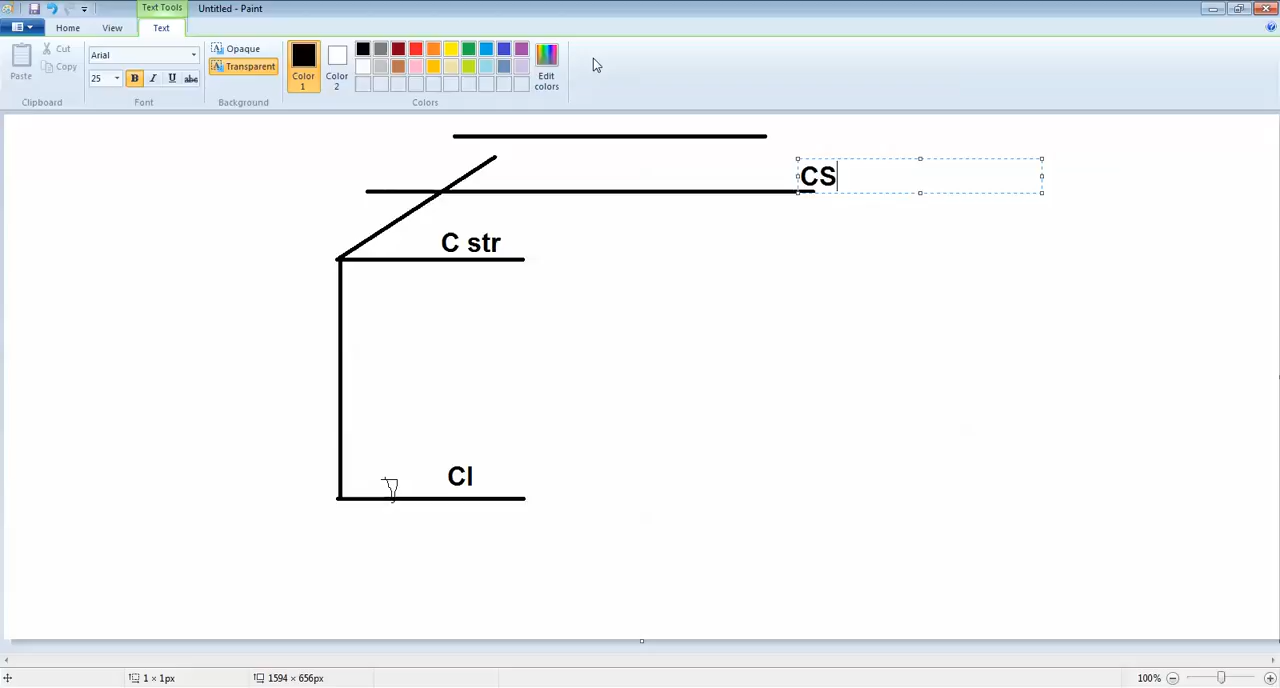 Text Tools
Untitled - Paint
Home
View
Text
Paste
Cut
Copy
Clipboard
Arial
25
B I U abc
Font
Opaque
Transparent
Background
Color 1
Color 2
Edit colors
Colors
CS
C str
Cl
1 × 1px
1594 × 656px
100%